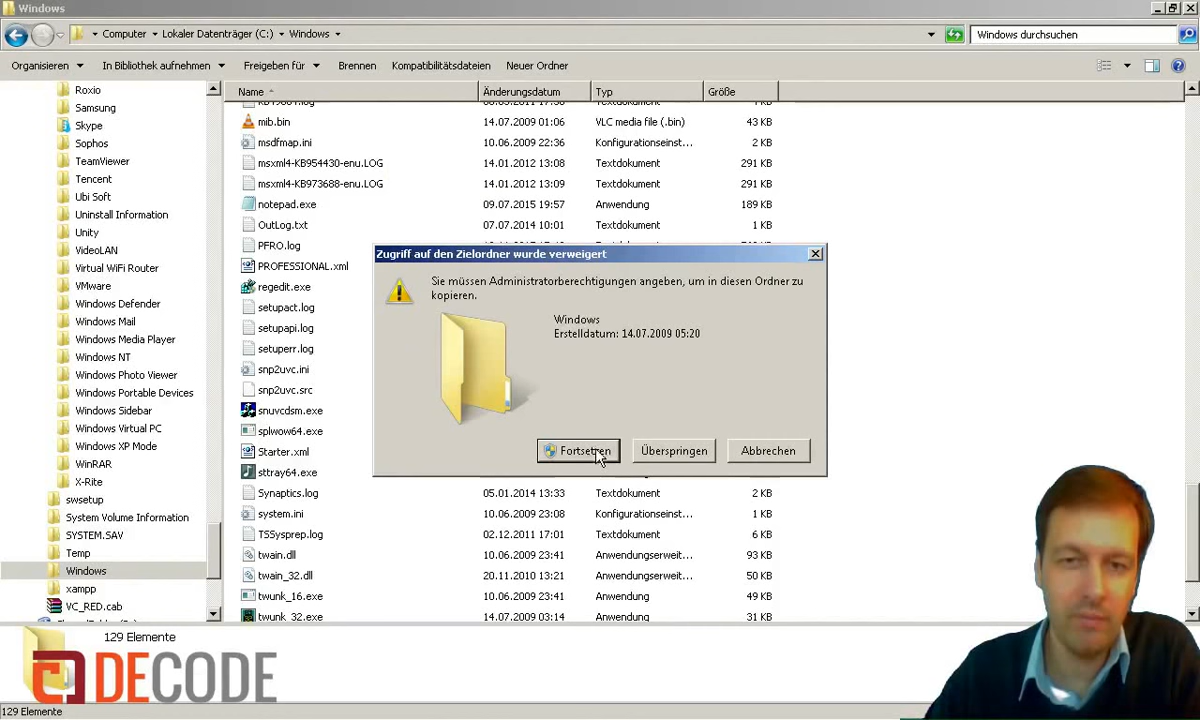 Windows
Computer Lokaler Datenträger (C:) Windows
Windows durchsuchen
Organisieren In Bibliothek aufnehmen Freigeben für Brennen Kompatibilitätsdateien Neuer Ordner
Roxio
Samsung
Skype
Sophos
TeamViewer
Tencent
Ubi Soft
Uninstall Information
Unity
VideoLAN
Virtual WiFi Router
VMware
Windows Defender
Windows Mail
Windows Media Player
Windows NT
Windows Photo Viewer
Windows Portable Devices
Windows Sidebar
Windows Virtual PC
Windows XP Mode
WinRAR
X-Rite
swsetup
System Volume Information
SYSTEM.SAV
Temp
Windows
xampp
VC_RED.cab
Name Änderungsdatum Typ Größe
mib.bin 14.07.2009 01:06 VLC media file (.bin) 43 KB
msdfmap.ini 10.06.2009 22:36 Konfigurationseinst... 2 KB
msxml4-KB954430-enu.LOG 14.01.2012 13:08 Textdokument 291 KB
msxml4-KB973688-enu.LOG 14.01.2012 13:09 Textdokument 291 KB
notepad.exe 09.07.2015 19:57 Anwendung 189 KB
OutLog.txt 07.07.2014 10:01 Textdokument 1 KB
PFRO.log
PROFESSIONAL.xml
regedit.exe
setupact.log
setupapi.log
setuperr.log
snp2uvc.ini
snp2uvc.src
snuvcdsm.exe
splwow64.exe
Starter.xml
sttray64.exe
Synaptics.log 05.01.2014 13:33 Textdokument 2 KB
system.ini 10.06.2009 23:08 Konfigurationseinst... 1 KB
TSSysprep.log 02.12.2011 17:01 Textdokument 6 KB
twain.dll 10.06.2009 23:41 Anwendungserweit... 93 KB
twain_32.dll 20.11.2010 13:21 Anwendungserweit... 50 KB
twunk_16.exe 10.06.2009 23:41 Anwendung 49 KB
twunk_32.exe 14.07.2009 03:14 Anwendung 31 KB
Zugriff auf den Zielordner wurde verweigert
Sie müssen Administratorberechtigungen angeben, um in diesen Ordner zu
kopieren.
Windows
Erstelldatum: 14.07.2009 05:20
Fortsetzen Überspringen Abbrechen
129 Elemente
DECODE
129 Elemente